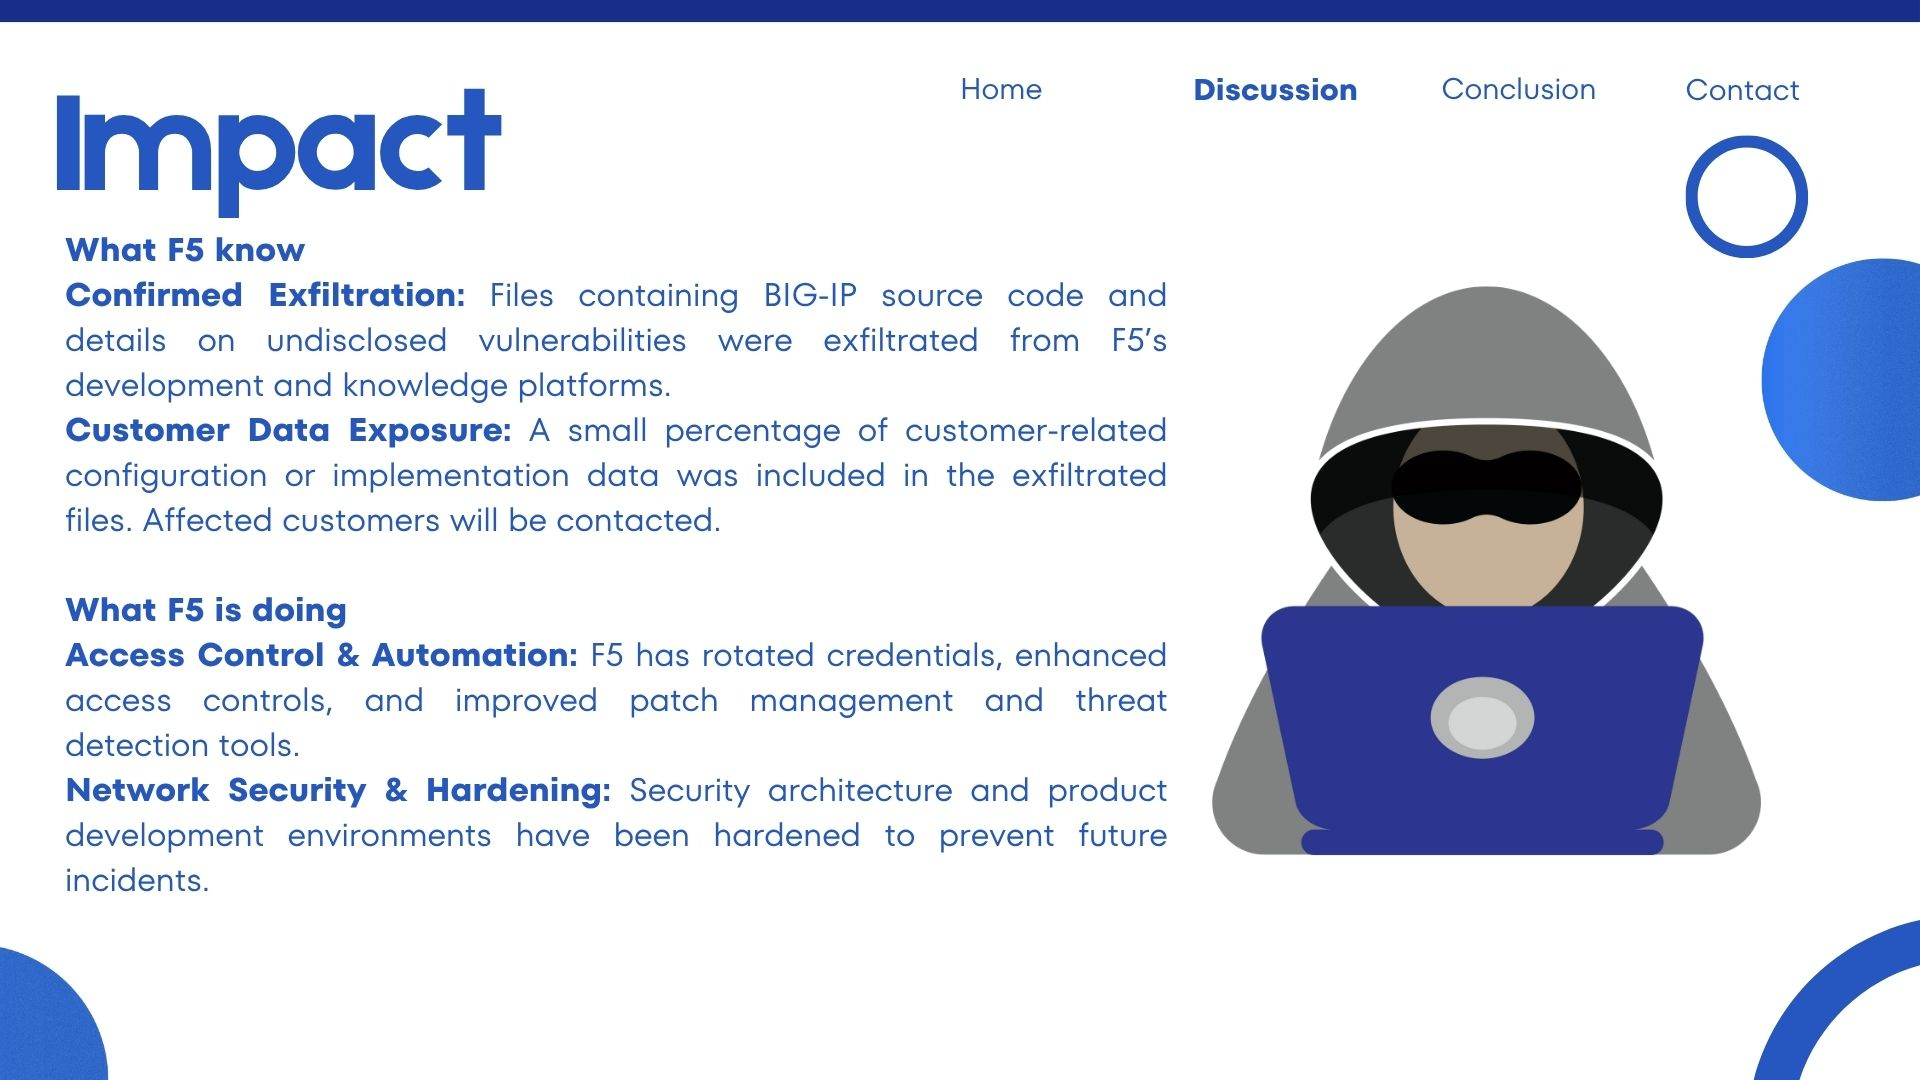 Home
Discussion
Conclusion
Contact
Impact
What F5 know
Confirmed Exfiltration: Files containing BIG-IP source code and
details on undisclosed vulnerabilities were exfiltrated from F5’s
development and knowledge platforms.
Customer Data Exposure: A small percentage of customer-related
configuration or implementation data was included in the exfiltrated
files. Affected customers will be contacted.
What F5 is doing
Access Control & Automation: F5 has rotated credentials, enhanced
access controls, and improved patch management and threat
detection tools.
Network Security & Hardening: Security architecture and product
development environments have been hardened to prevent future
incidents.